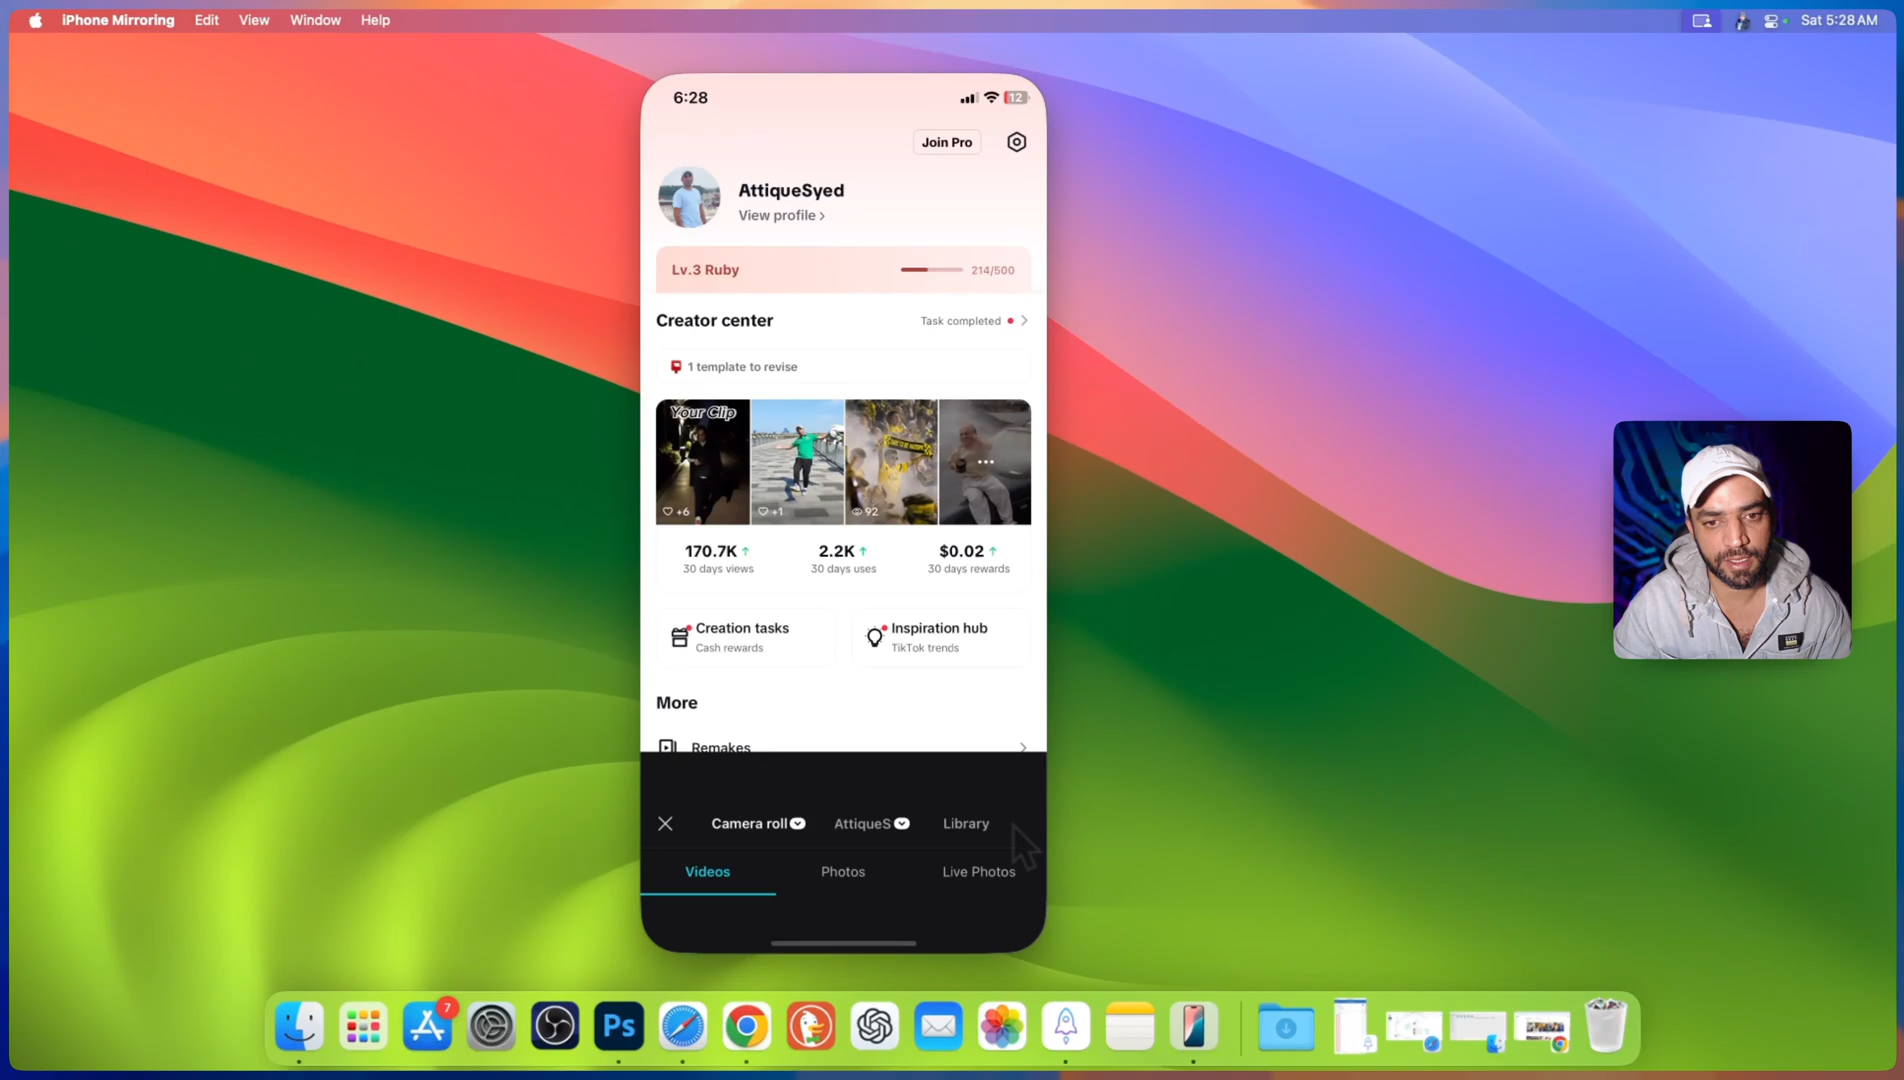 iPhone Mirroring Edit View Window Help
Sat 5:28 AM
6:28
12
Join Pro
AttiqueSyed
View profile >
Lv.3 Ruby
214/500
Creator center
Task completed
1 template to revise
Your Clip
+6
+1
92
170.7K
2.2K
$0.02
30 days views
30 days uses
30 days rewards
Creation tasks
Cash rewards
Inspiration hub
TikTok trends
More
Remakes
Camera roll
AttiqueS
Library
Videos
Photos
Live Photos
7
Ps